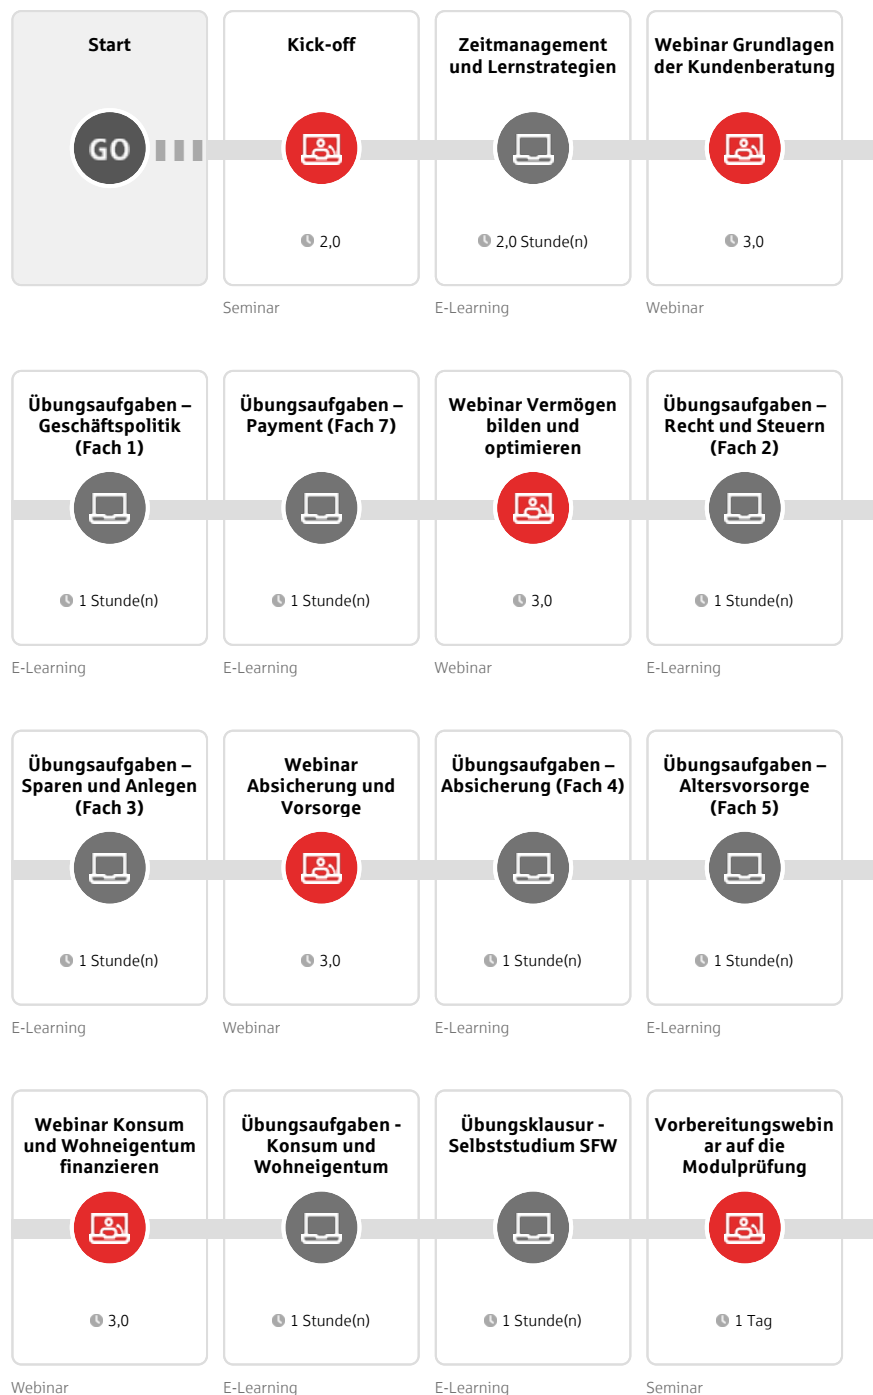 Start
GO
Kick-off
2,0
Seminar
Zeitmanagement
und Lernstrategien
2,0 Stunde(n)
E-Learning
Webinar Grundlagen
der Kundenberatung
3,0
Webinar
Übungsaufgaben –
Geschäftspolitik
(Fach 1)
1 Stunde(n)
E-Learning
Übungsaufgaben –
Payment (Fach 7)
1 Stunde(n)
E-Learning
Webinar Vermögen
bilden und
optimieren
3,0
Webinar
Übungsaufgaben –
Recht und Steuern
(Fach 2)
1 Stunde(n)
E-Learning
Übungsaufgaben –
Sparen und Anlegen
(Fach 3)
1 Stunde(n)
E-Learning
Webinar
Absicherung und
Vorsorge
3,0
Webinar
Übungsaufgaben –
Absicherung (Fach 4)
1 Stunde(n)
E-Learning
Übungsaufgaben –
Altersvorsorge
(Fach 5)
1 Stunde(n)
E-Learning
Webinar Konsum
und Wohneigentum
finanzieren
3,0
Webinar
Übungsaufgaben -
Konsum und
Wohneigentum
1 Stunde(n)
E-Learning
Übungsklausur -
Selbststudium SFW
1 Stunde(n)
E-Learning
Vorbereitungswebin
ar auf die
Modulprüfung
1 Tag
Seminar